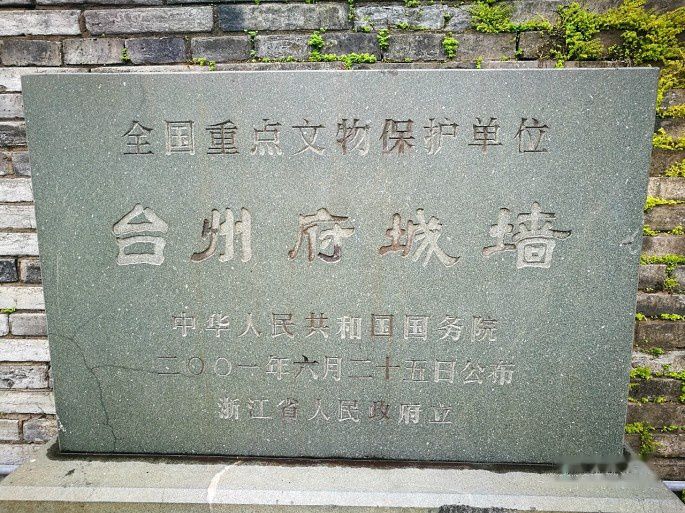 全国重点文物保护单位
台州府城墙
中华人民共和国国务院
二〇〇一年六月二十五日公布
浙江省人民政府立